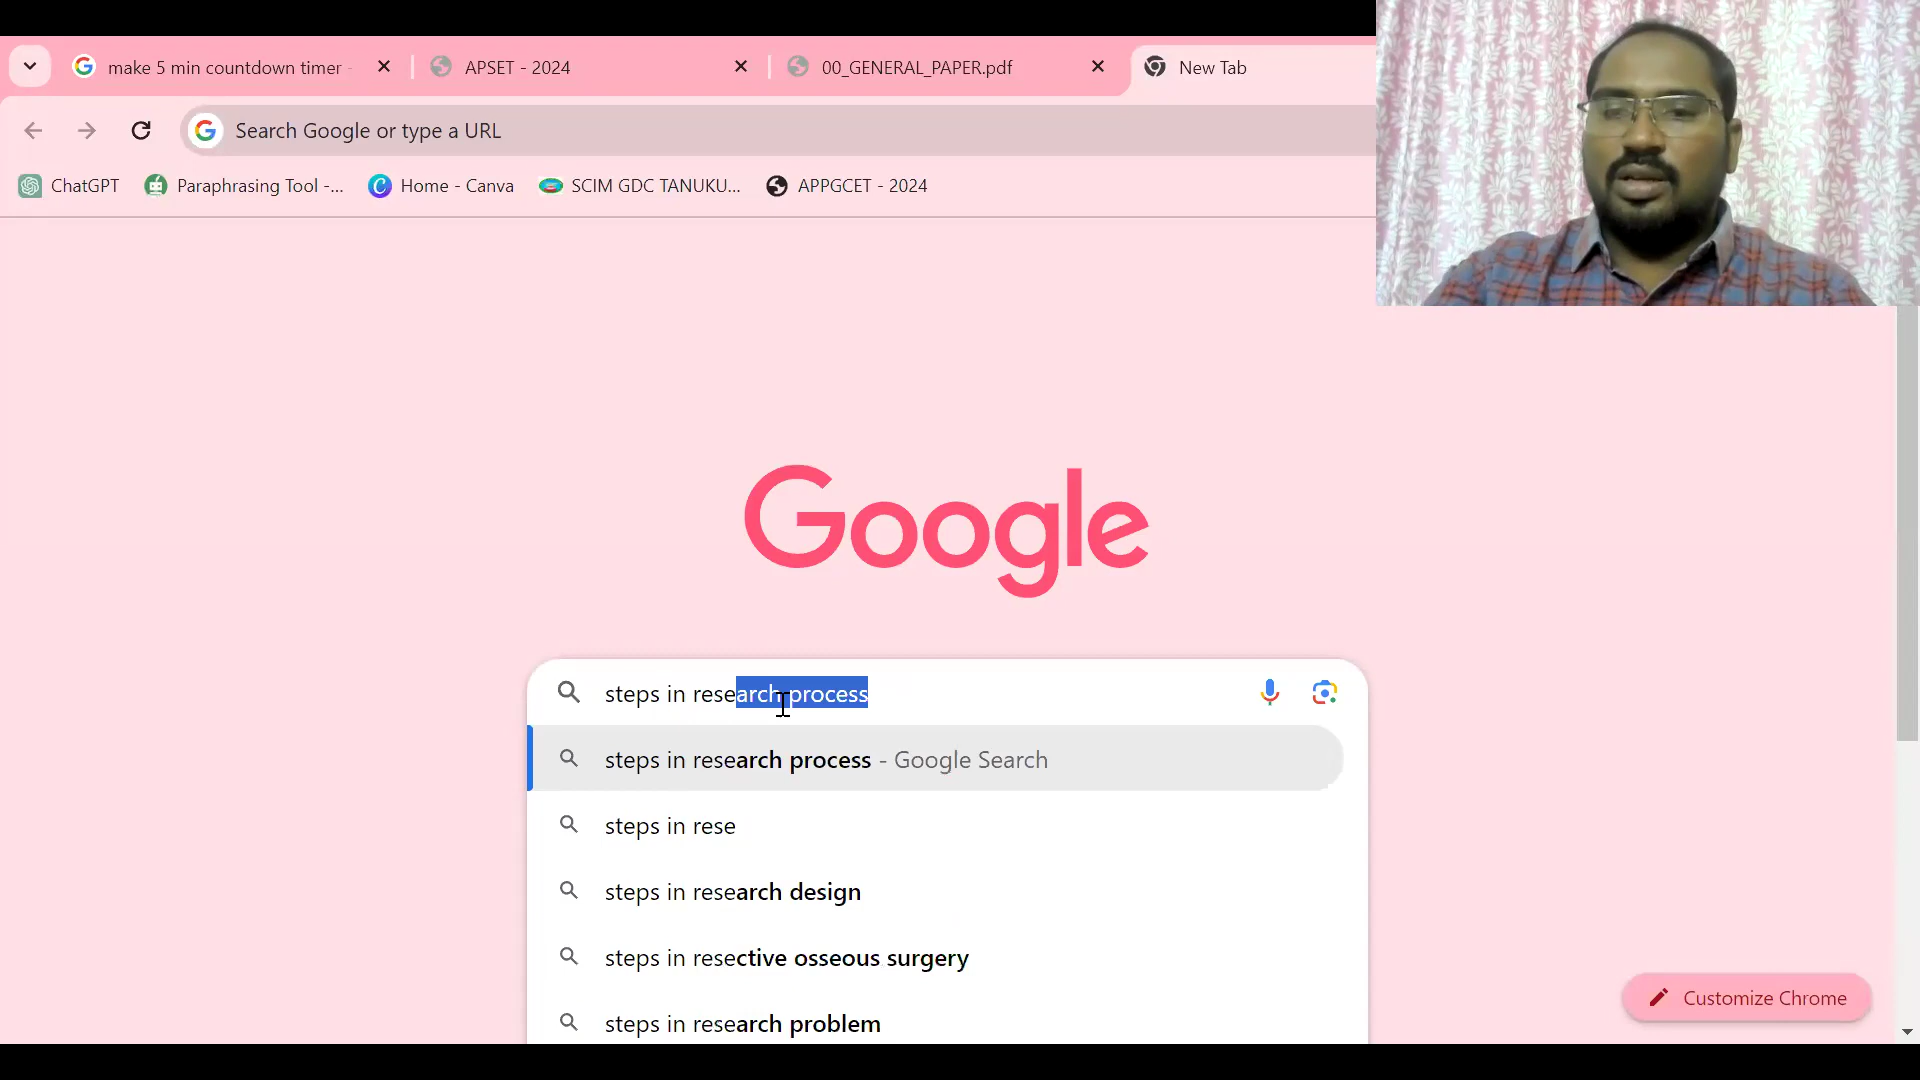 make 5 min countdown timer -
APSET - 2024
00_GENERAL_PAPER.pdf
New Tab
Search Google or type a URL
ChatGPT
Paraphrasing Tool -...
Home - Canva
SCIM GDC TANUKU...
APPGCET - 2024
Google
steps in research process
steps in research process - Google Search
steps in rese
steps in research design
steps in resective osseous surgery
steps in research problem
Customize Chrome